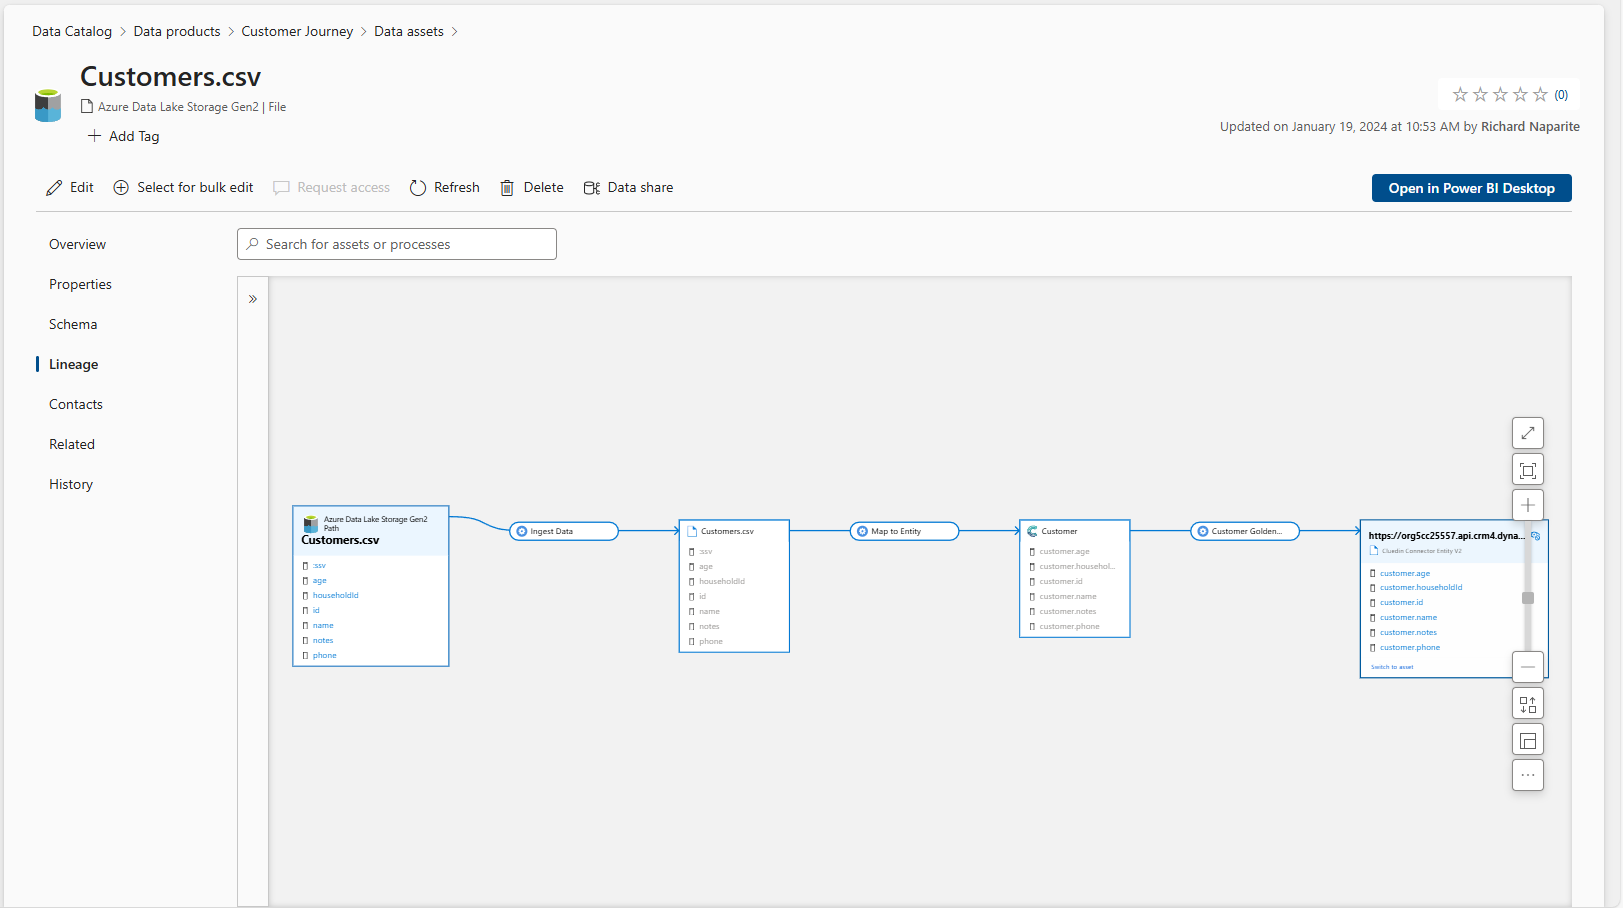 Data Catalog > Data products > Customer Journey > Data assets >
Customers.csv
Azure Data Lake Storage Gen2 | File
Add Tag
(0)
Updated on January 19, 2024 at 10:53 AM by Richard Naparite
Edit
Select for bulk edit
Request access
Refresh
Delete
Data share
Open in Power BI Desktop
Overview
Properties
Schema
Lineage
Contacts
Related
History
Search for assets or processes
Azure Data Lake Storage Gen2
Path
Customers.csv
:ssv
age
householdId
id
name
notes
phone
Ingest Data
Customers.csv
:ssv
age
householdId
id
name
notes
phone
Map to Entity
Customer
customer.age
customer.househol...
customer.id
customer.name
customer.notes
customer.phone
Customer Golden...
https://org5cc25557.api.crm4.dyna...
Cluedin Connector Entity V2
customer.age
customer.householdId
customer.id
customer.name
customer.notes
customer.phone
Switch to asset